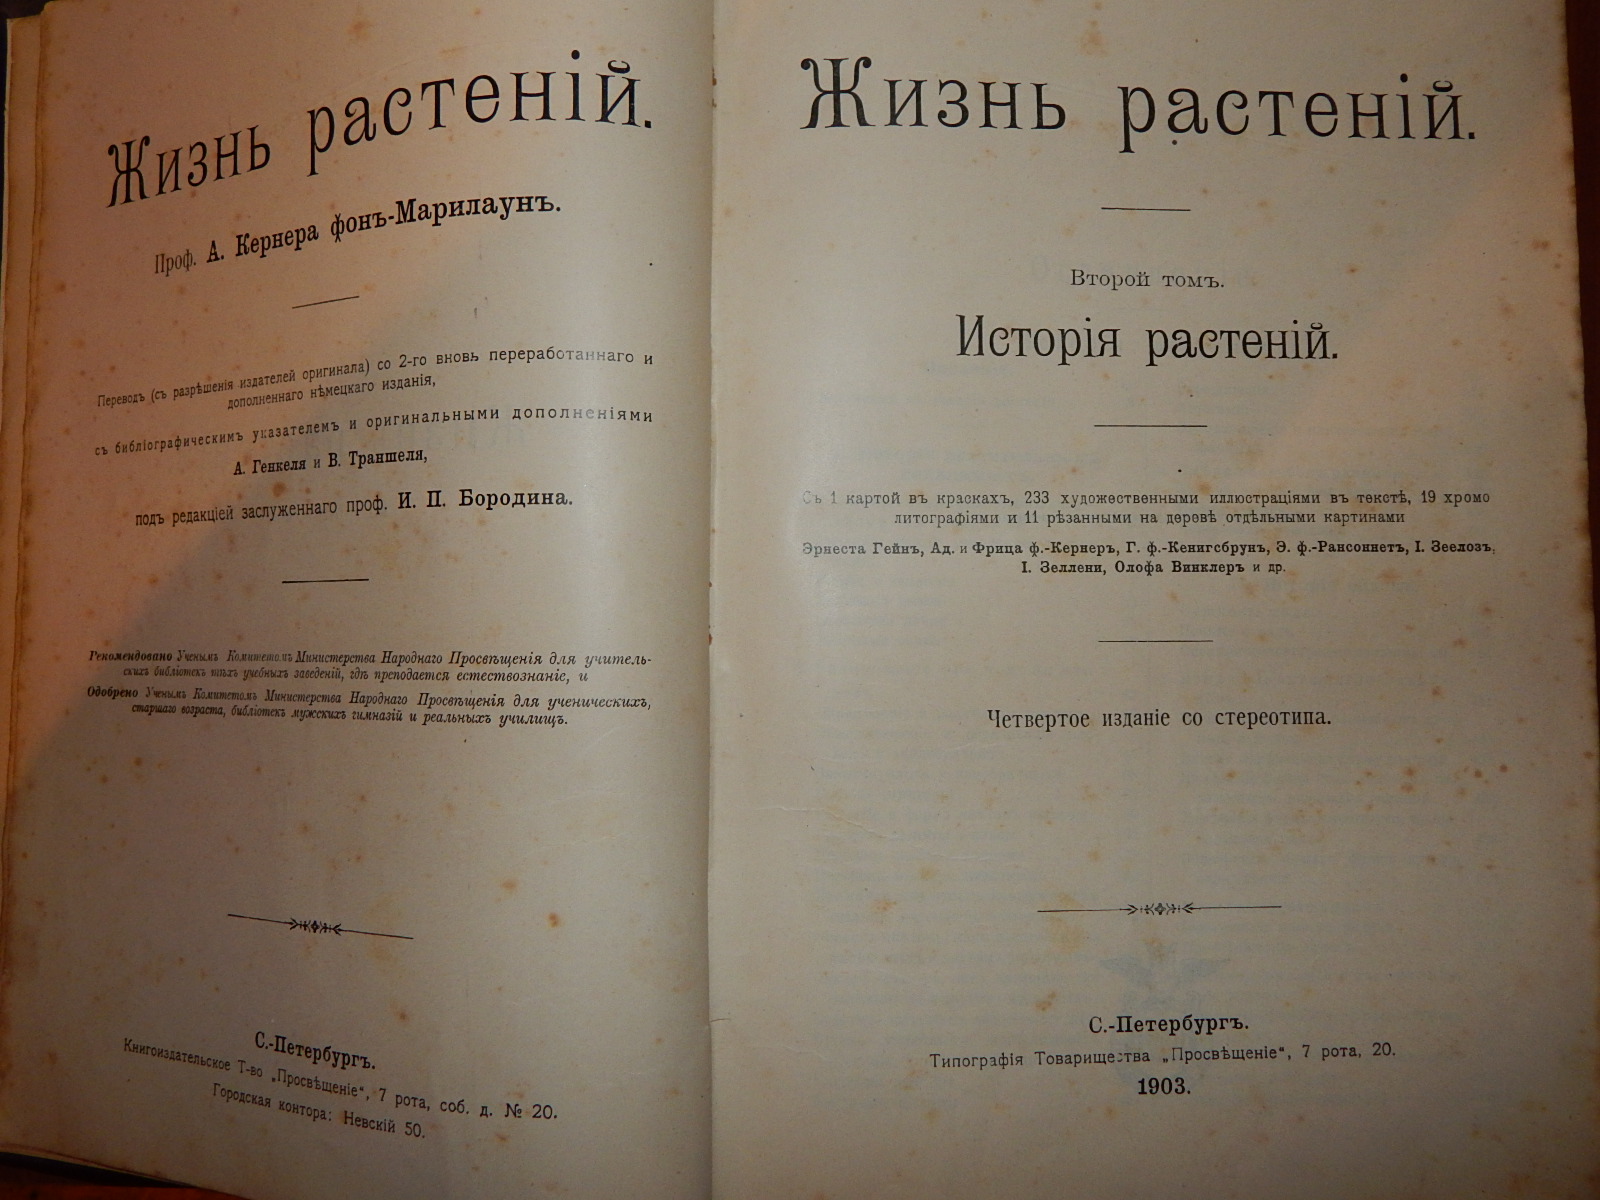 Жизнь растеній.
Проф. А. Кернера фонъ-Марилаунъ.
Переводъ (съ разрѣшенія издателей оригинала) со 2-го вновь переработаннаго и
дополненнаго нѣмецкаго изданія,
съ библіографическимъ указателемъ и оригинальными дополненіями
А. Генкеля и В. Траншеля,
подъ редакціей заслуженнаго проф. И. П. Бородина.
Рекомендовано Ученымъ Комитетомъ Министерства Народнаго Просвѣщенія для учитель-
скихъ библіотекъ тѣхъ учебныхъ заведеній, гдѣ преподается естествознаніе, и
Одобрено Ученымъ Комитетомъ Министерства Народнаго Просвѣщенія для ученическихъ,
старшаго возраста, библіотекъ мужскихъ гимназій и реальныхъ училищъ.
С.-Петербургъ.
Книгоиздательское Т-во „Просвѣщеніе“, 7 рота, соб. д. № 20.
Городская контора: Невскій 50.
Жизнь растеній.
Второй томъ.
Исторія растеній.
Съ 1 картой въ краскахъ, 233 художественными иллюстраціями въ текстѣ, 19 хромо
литографіями и 11 рѣзанными на деревѣ отдѣльными картинами
Эрнеста Гейнъ, Ад. и Фрица ф.-Кернеръ, Г. ф.-Кенигсбрунъ, Э. ф.-Рансоннетъ, І. Зеелозъ,
І. Зеллени, Олофа Винклеръ и др.
Четвертое изданіе со стереотипа.
С.-Петербургъ.
Типографія Товарищества „Просвѣщеніе“, 7 рота, 20.
1903.